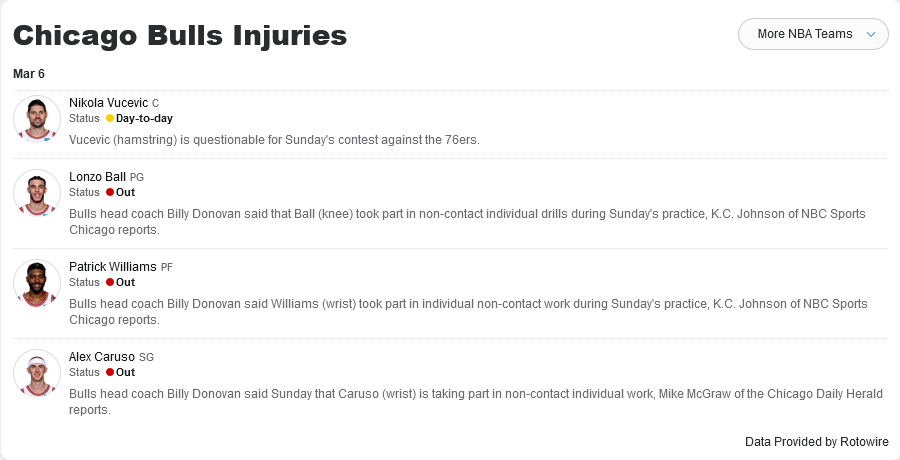 Chicago Bulls Injuries
More NBA Teams
Mar 6
Nikola Vucevic C
Status Day-to-day
Vucevic (hamstring) is questionable for Sunday's contest against the 76ers.
Lonzo Ball PG
Status Out
Bulls head coach Billy Donovan said that Ball (knee) took part in non-contact individual drills during Sunday's practice, K.C. Johnson of NBC Sports
Chicago reports.
Patrick Williams PF
Status Out
Bulls head coach Billy Donovan said Williams (wrist) took part in individual non-contact work during Sunday's practice, K.C. Johnson of NBC Sports
Chicago reports.
Alex Caruso SG
Status Out
Bulls head coach Billy Donovan said Sunday that Caruso (wrist) is taking part in non-contact individual work, Mike McGraw of the Chicago Daily Herald
reports.
Data Provided by Rotowire